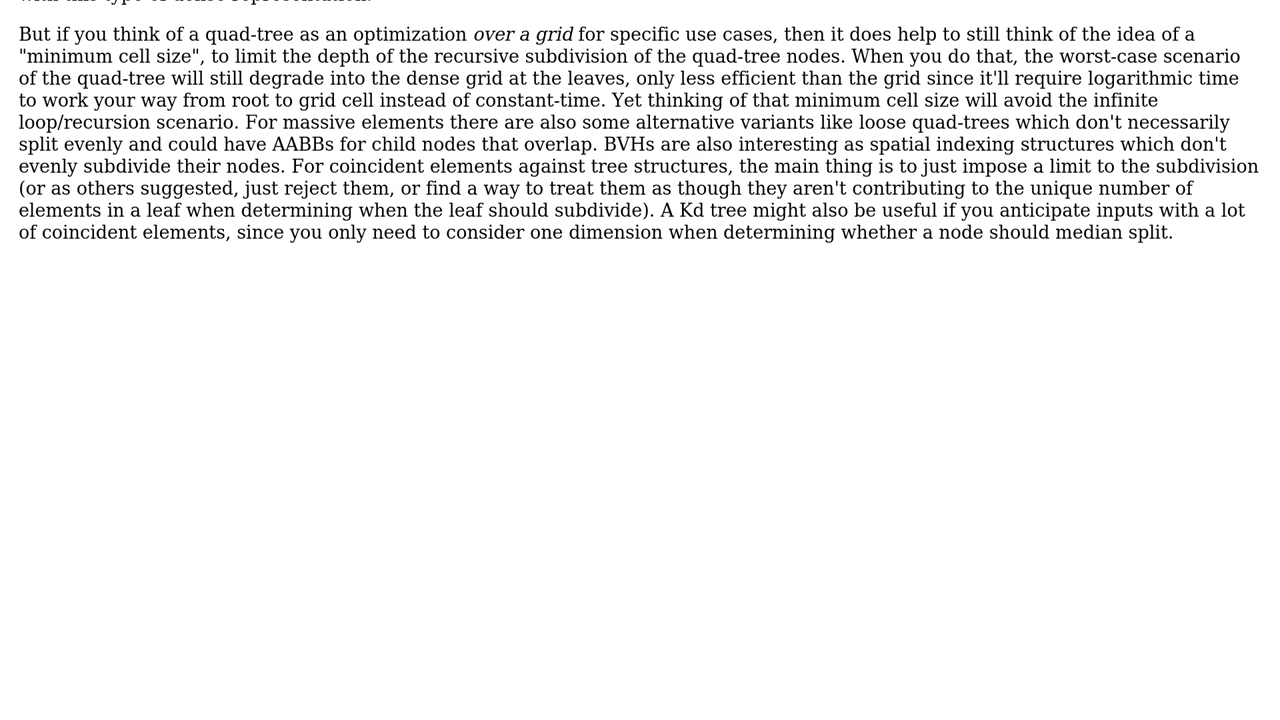 with this type of dense representation.
But if you think of a quad-tree as an optimization over a grid for specific use cases, then it does help to still think of the idea of a
"minimum cell size", to limit the depth of the recursive subdivision of the quad-tree nodes. When you do that, the worst-case scenario
of the quad-tree will still degrade into the dense grid at the leaves, only less efficient than the grid since it'll require logarithmic time
to work your way from root to grid cell instead of constant-time. Yet thinking of that minimum cell size will avoid the infinite
loop/recursion scenario. For massive elements there are also some alternative variants like loose quad-trees which don't necessarily
split evenly and could have AABBs for child nodes that overlap. BVHs are also interesting as spatial indexing structures which don't
evenly subdivide their nodes. For coincident elements against tree structures, the main thing is to just impose a limit to the subdivision
(or as others suggested, just reject them, or find a way to treat them as though they aren't contributing to the unique number of
elements in a leaf when determining when the leaf should subdivide). A Kd tree might also be useful if you anticipate inputs with a lot
of coincident elements, since you only need to consider one dimension when determining whether a node should median split.